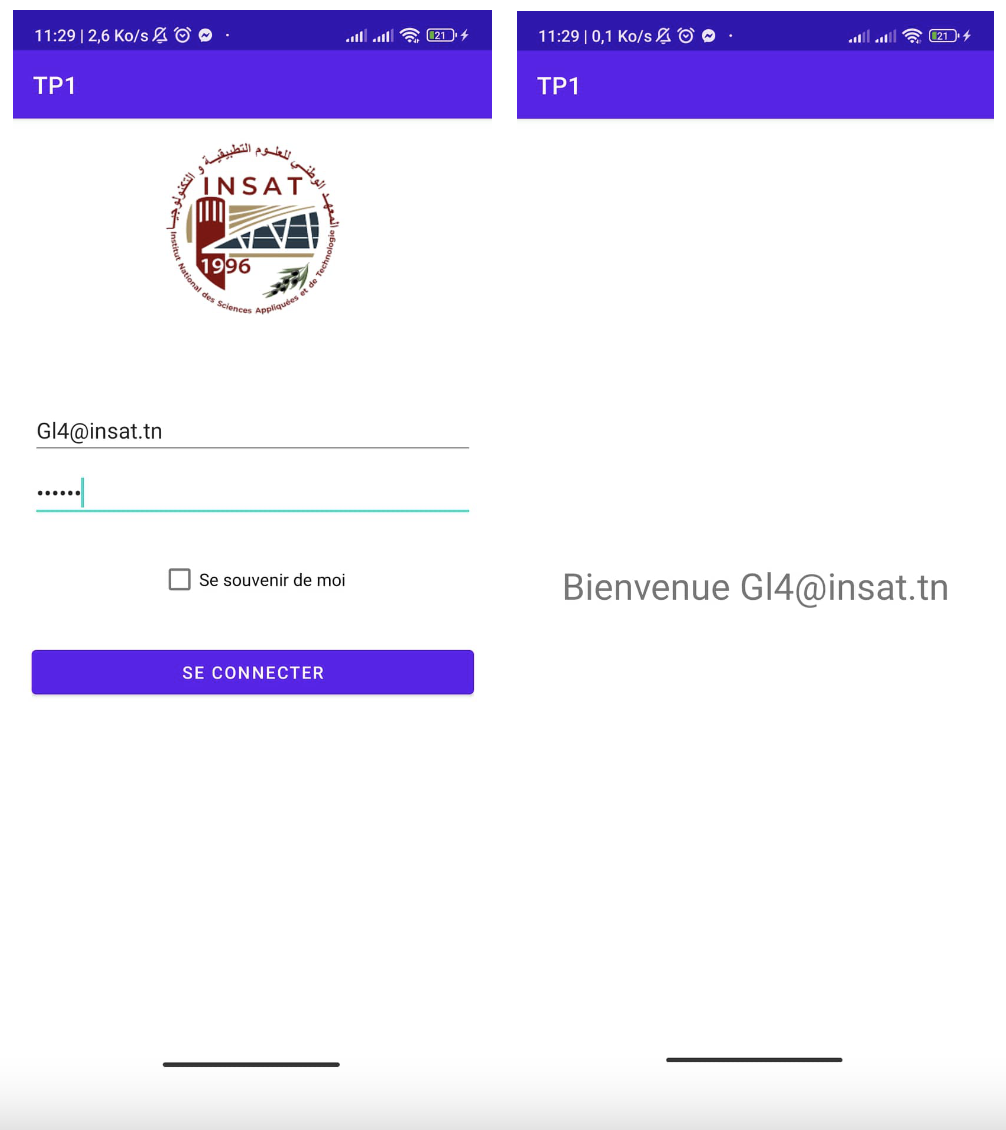 11:29 | 2,6 Ko/s
21
TP1
المعهد الوطني للعلوم التطبيقية و التكنولوجيا
INSAT
1996
Institut National des Sciences Appliquées et de Technologie
Gl4@insat.tn
••••••
Se souvenir de moi
SE CONNECTER
11:29 | 0,1 Ko/s
21
TP1
Bienvenue Gl4@insat.tn